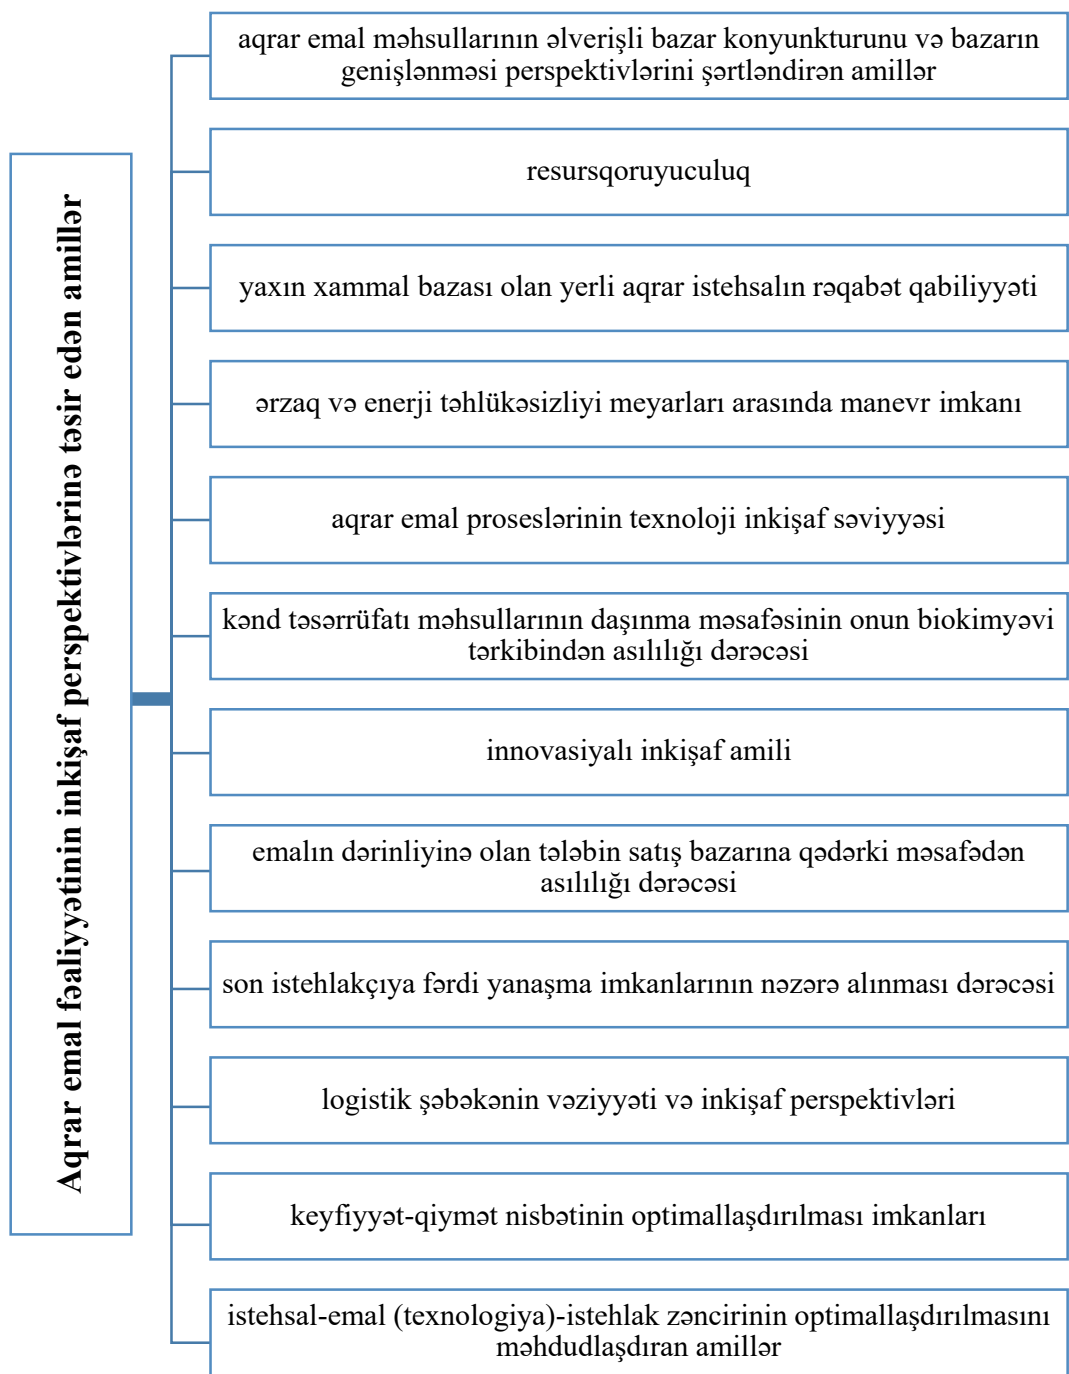 Aqrar emal fəaliyyətinin inkişaf perspektivlərinə təsir edən amillər
aqrar emal məhsullarının əlverişli bazar konyunkturunu və bazarın
genişlənməsi perspektivlərini şərtləndirən amillər
resursqoruyuculuq
yaxın xammal bazası olan yerli aqrar istehsalın rəqabət qabiliyyəti
ərzaq və enerji təhlükəsizliyi meyarları arasında manevr imkanı
aqrar emal proseslərinin texnoloji inkişaf səviyyəsi
kənd təsərrüfatı məhsullarının daşınma məsafəsinin onun biokimyəvi
tərkibindən asılılığı dərəcəsi
innovasiyalı inkişaf amili
emalın dərinliyinə olan tələbin satış bazarına qədərki məsafədən
asılılığı dərəcəsi
son istehlakçıya fərdi yanaşma imkanlarının nəzərə alınması dərəcəsi
logistik şəbəkənin vəziyyəti və inkişaf perspektivləri
keyfiyyət-qiymət nisbətinin optimallaşdırılması imkanları
istehsal-emal (texnologiya)-istehlak zəncirinin optimallaşdırılmasını
məhdudlaşdıran amillər